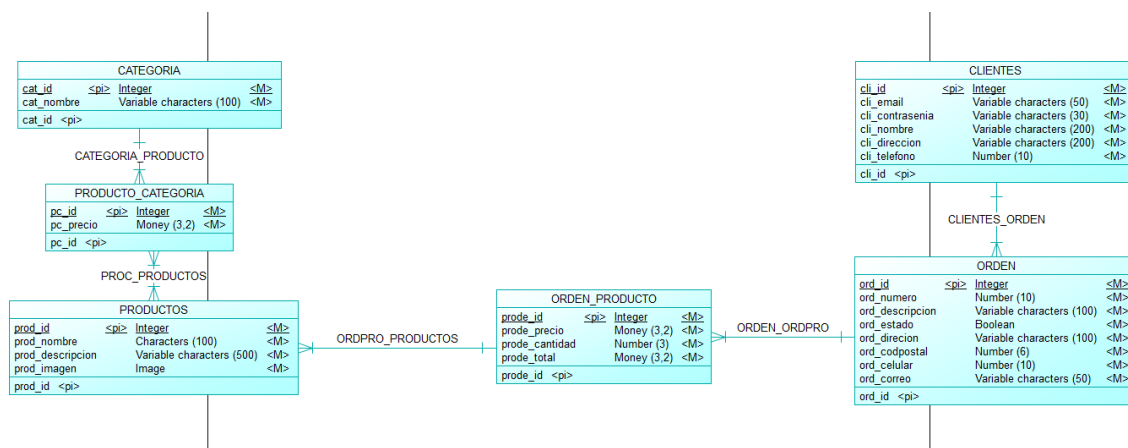 CATEGORIA
cat_id <pi> Integer <M>
cat_nombre Variable characters (100) <M>
cat_id <pi>
CATEGORIA_PRODUCTO
PRODUCTO_CATEGORIA
pc_id <pi> Integer <M>
pc_precio Money (3,2) <M>
pc_id <pi>
PROC_PRODUCTOS
PRODUCTOS
prod_id <pi> Integer <M>
prod_nombre Characters (100) <M>
prod_descripcion Variable characters (500) <M>
prod_imagen Image <M>
prod_id <pi>
ORDPRO_PRODUCTOS
ORDEN_PRODUCTO
prode_id <pi> Integer <M>
prode_precio Money (3,2) <M>
prode_cantidad Number (3) <M>
prode_total Money (3,2) <M>
prode_id <pi>
ORDEN_ORDPRO
CLIENTES
cli_id <pi> Integer <M>
cli_email Variable characters (50) <M>
cli_contrasenia Variable characters (30) <M>
cli_nombre Variable characters (200) <M>
cli_direccion Variable characters (200) <M>
cli_telefono Number (10) <M>
cli_id <pi>
CLIENTES_ORDEN
ORDEN
ord_id <pi> Integer <M>
ord_numero Number (10) <M>
ord_descripcion Variable characters (100) <M>
ord_estado Boolean <M>
ord_direcion Variable characters (100) <M>
ord_codpostal Number (6) <M>
ord_celular Number (10) <M>
ord_correo Variable characters (50) <M>
ord_id <pi>